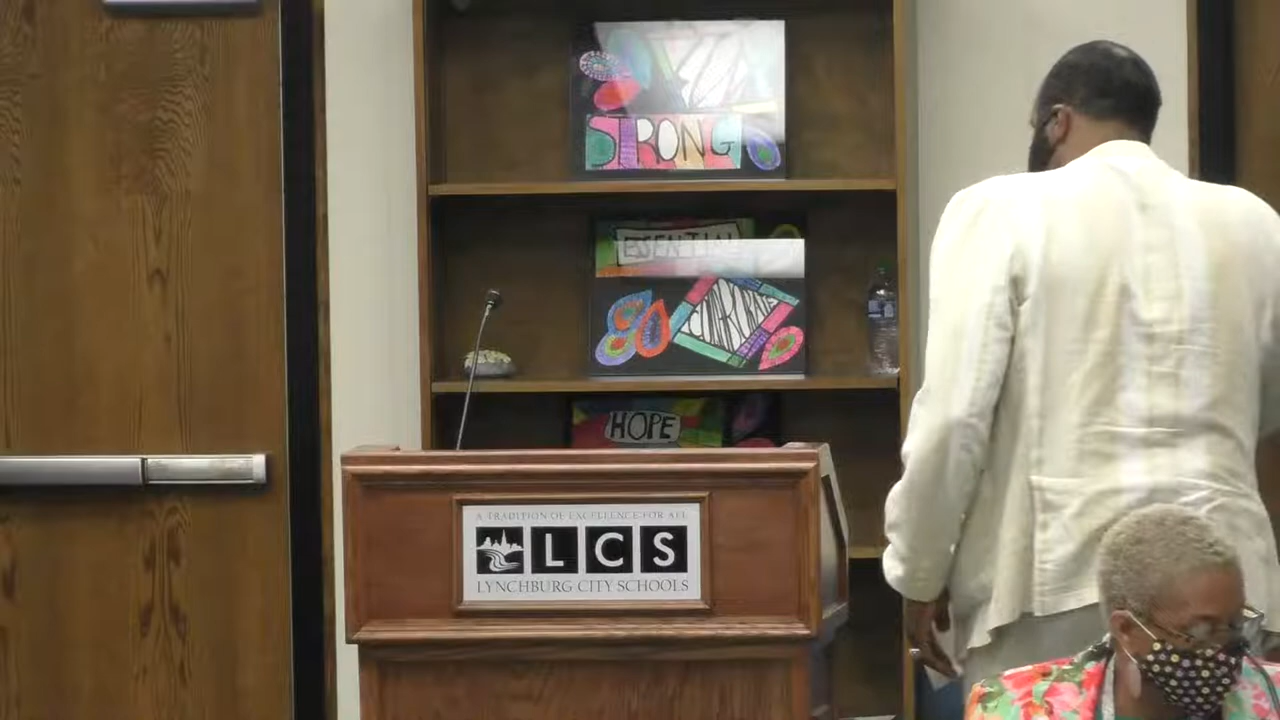 STRONG
ESSENTIAL
HOPE
A TRADITION OF EXCELLENCE FOR ALL
LCS
LYNCHBURG CITY SCHOOLS